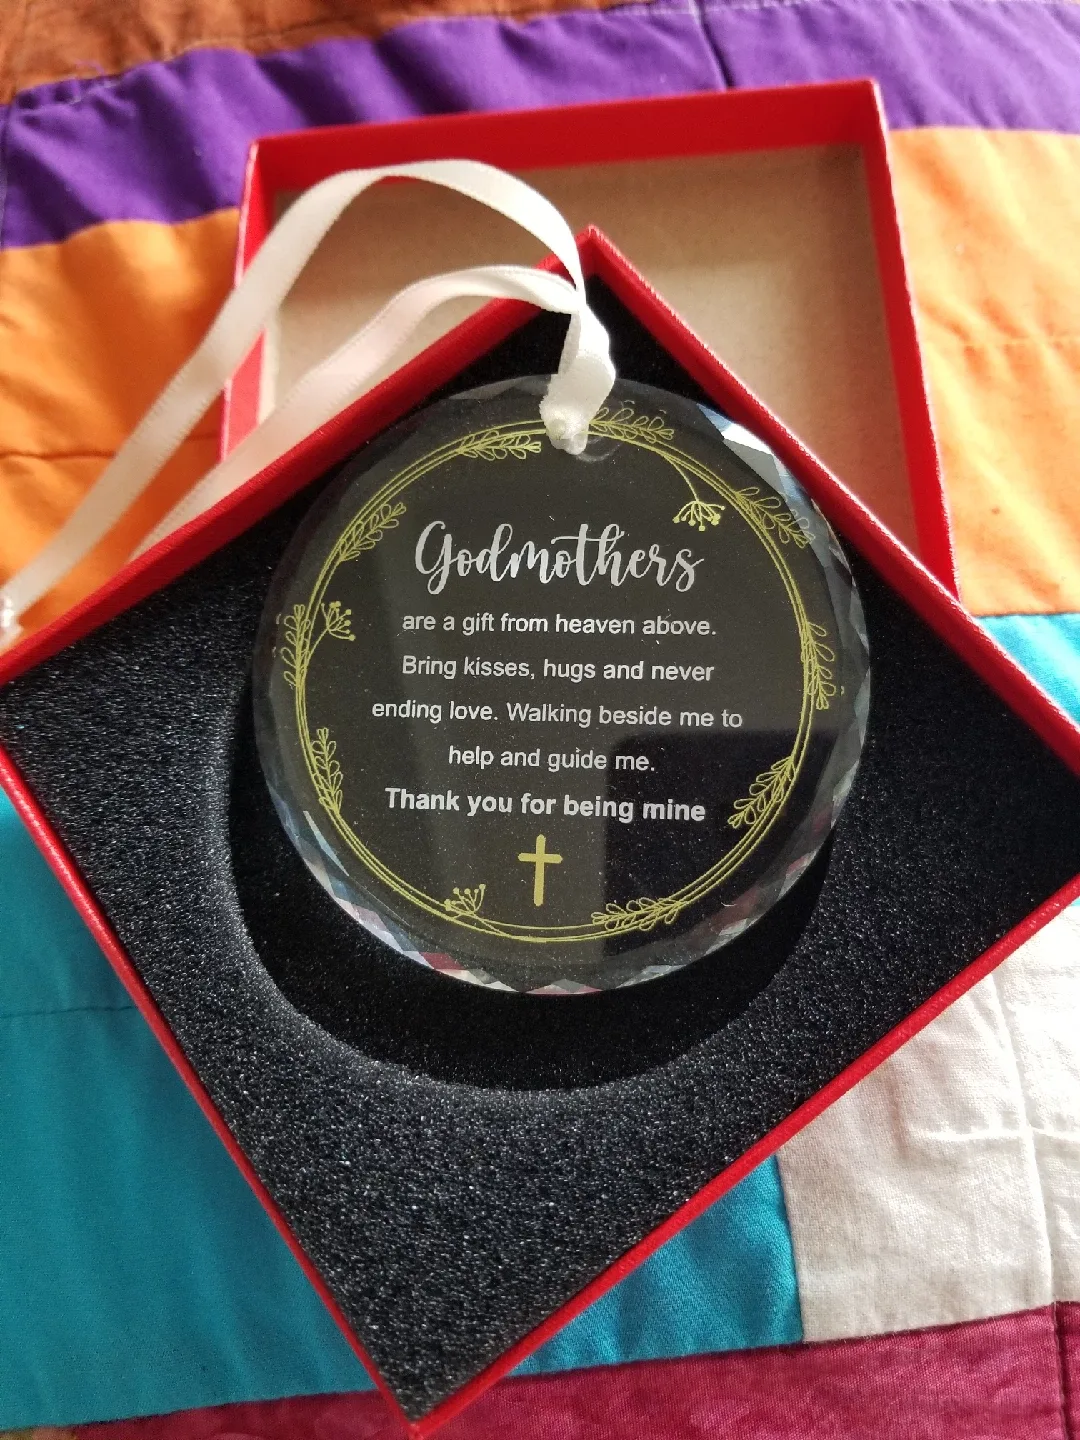 Godmothers
are a gift from heaven above.
Bring kisses, hugs and never
ending love. Walking beside me to
help and guide me.
Thank you for being mine